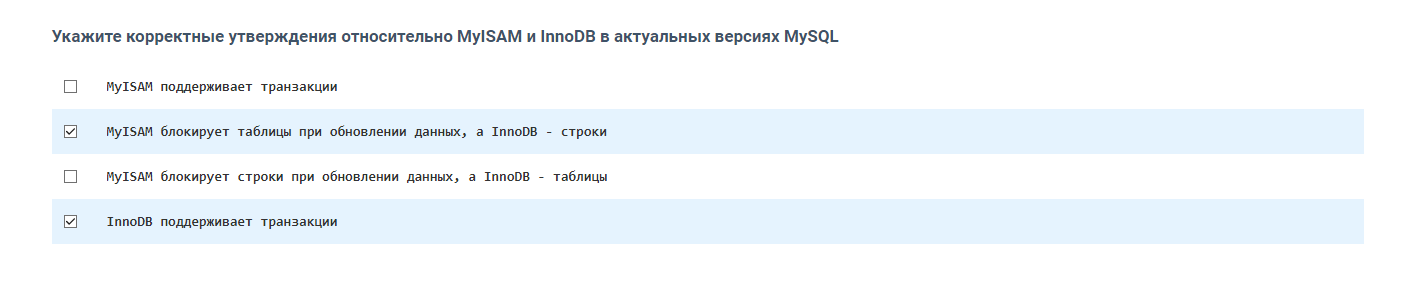 Укажите корректные утверждения относительно MyISAM и InnoDB в актуальных версиях MySQL
MyISAM поддерживает транзакции
MyISAM блокирует таблицы при обновлении данных, а InnoDB - строки
MyISAM блокирует строки при обновлении данных, а InnoDB - таблицы
InnoDB поддерживает транзакции